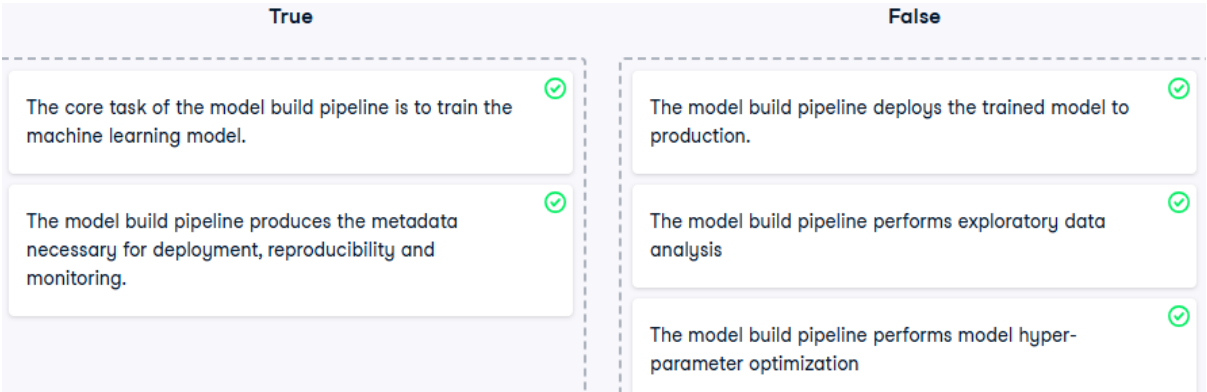 True
The core task of the model build pipeline is to train the
machine learning model.
The model build pipeline produces the metadata
necessary for deployment, reproducibility and
monitoring.
False
The model build pipeline deploys the trained model to
production.
The model build pipeline performs exploratory data
analysis
The model build pipeline performs model hyper-
parameter optimization